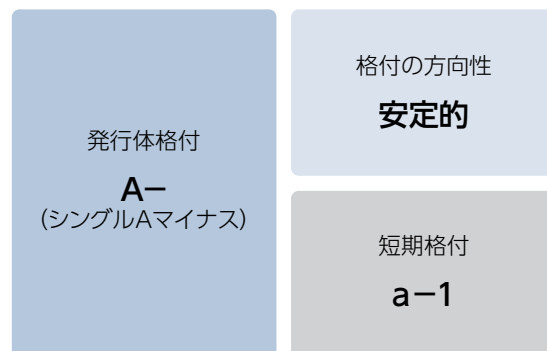 発行体格付
A−
（シングルAマイナス）
格付の方向性
安定的
短期格付
a−1